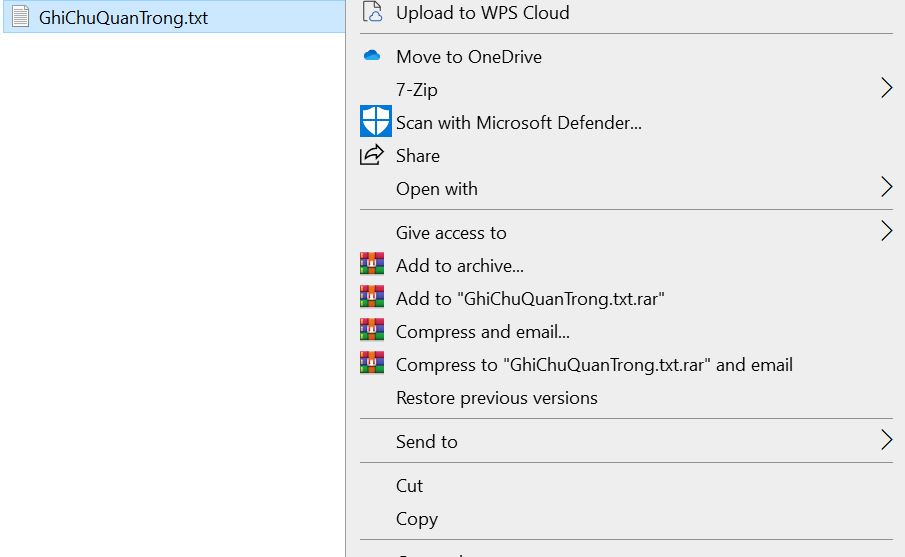 GhiChuQuanTrong.txt
Upload to WPS Cloud
Move to OneDrive
7-Zip
Scan with Microsoft Defender...
Share
Open with
Give access to
Add to archive...
Add to "GhiChuQuanTrong.txt.rar"
Compress and email...
Compress to "GhiChuQuanTrong.txt.rar" and email
Restore previous versions
Send to
Cut
Copy